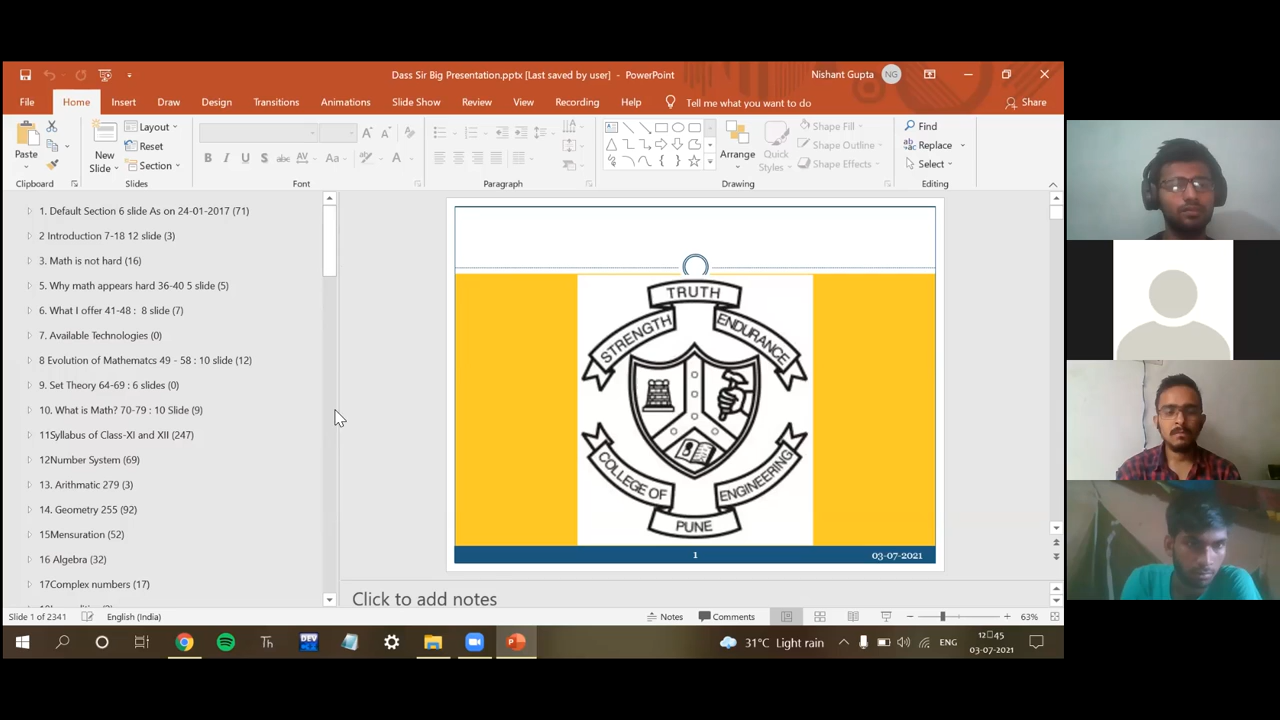 Dass Sir Big Presentation.pptx [Last saved by user] - PowerPoint
Nishant Gupta NG
File Home Insert Draw Design Transitions Animations Slide Show Review View Recording Help Tell me what you want to do Share
Paste
Clipboard
New Slide
Layout
Reset
Section
Slides
B I U S abc AV Aa A
Font
Paragraph
Arrange
Quick Styles
Shape Fill
Shape Outline
Shape Effects
Drawing
Find
Replace
Select
Editing
1. Default Section 6 slide As on 24-01-2017 (71)
2 Introduction 7-18 12 slide (3)
3. Math is not hard (16)
5. Why math appears hard 36-40 5 slide (5)
6. What I offer 41-48 : 8 slide (7)
7. Available Technologies (0)
8 Evolution of Mathematcs 49 - 58 : 10 slide (12)
9. Set Theory 64-69 : 6 slides (0)
10. What is Math? 70-79 : 10 Slide (9)
11Syllabus of Class-XI and XII (247)
12Number System (69)
13. Arithmatic 279 (3)
14. Geometry 255 (92)
15Mensuration (52)
16 Algebra (32)
17Complex numbers (17)
TRUTH
STRENGTH
ENDURANCE
COLLEGE OF
ENGINEERING
PUNE
1
03-07-2021
Click to add notes
Slide 1 of 2341
English (India)
Notes
Comments
63%
Th
DEV
31°C Light rain
ENG
12:45
03-07-2021